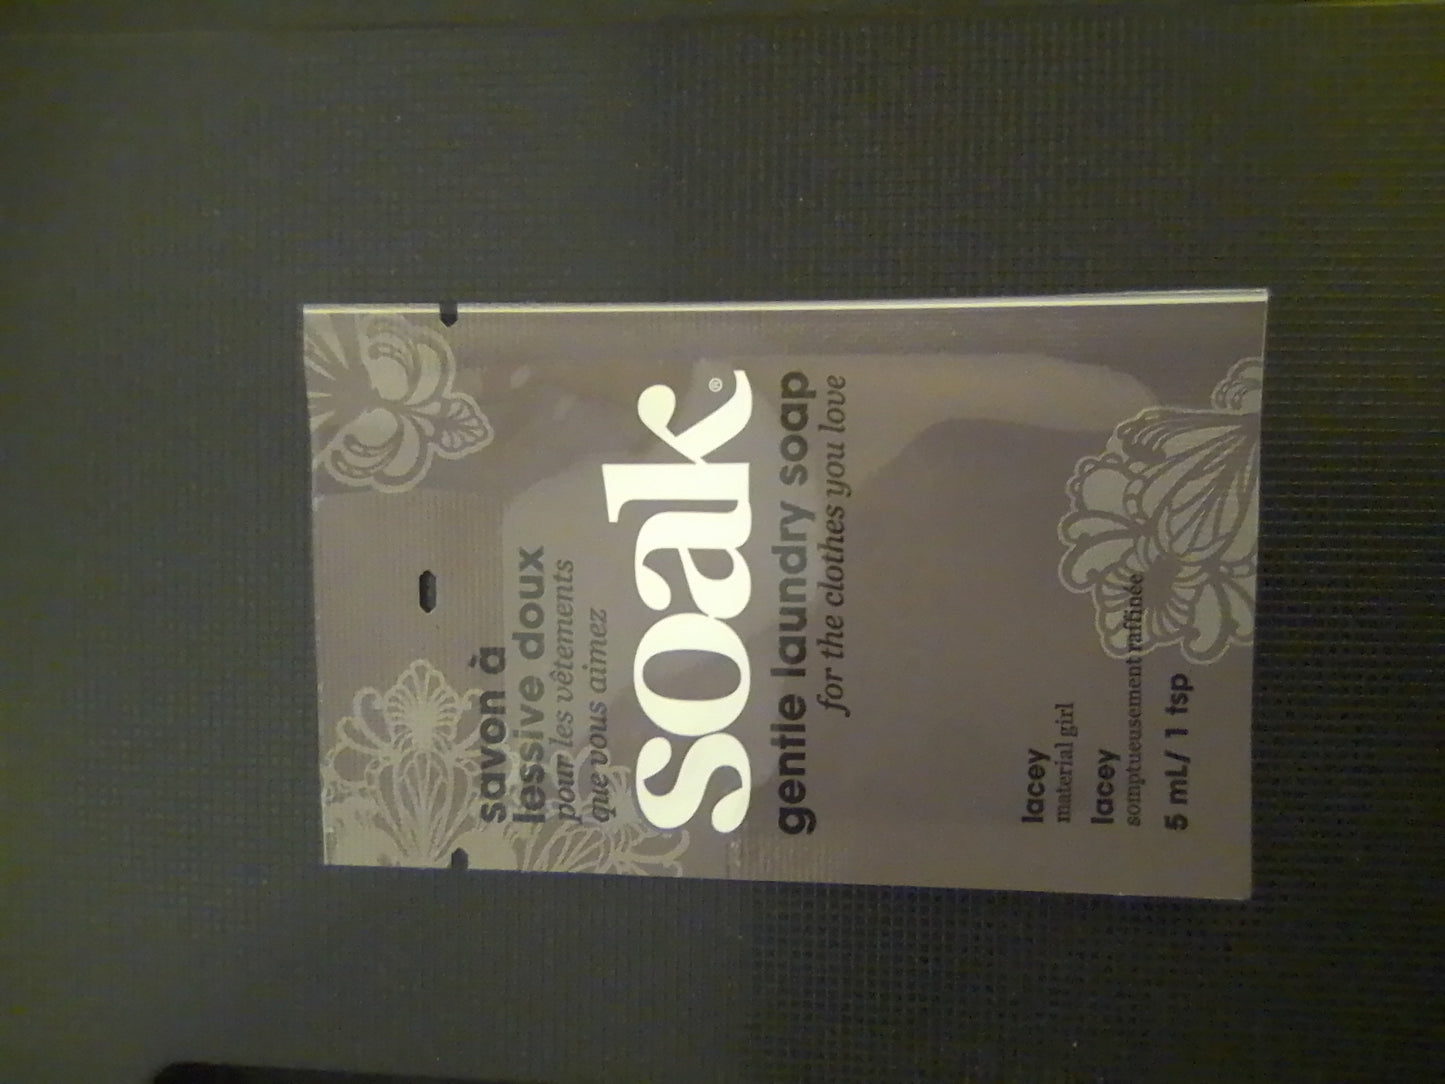 savon à
lessive doux
pour les vêtements
que vous aimez
soak®
gentle laundry soap
for the clothes you love
lacey
material girl
lacey
somptueusement raffinée
5 mL/ 1 tsp